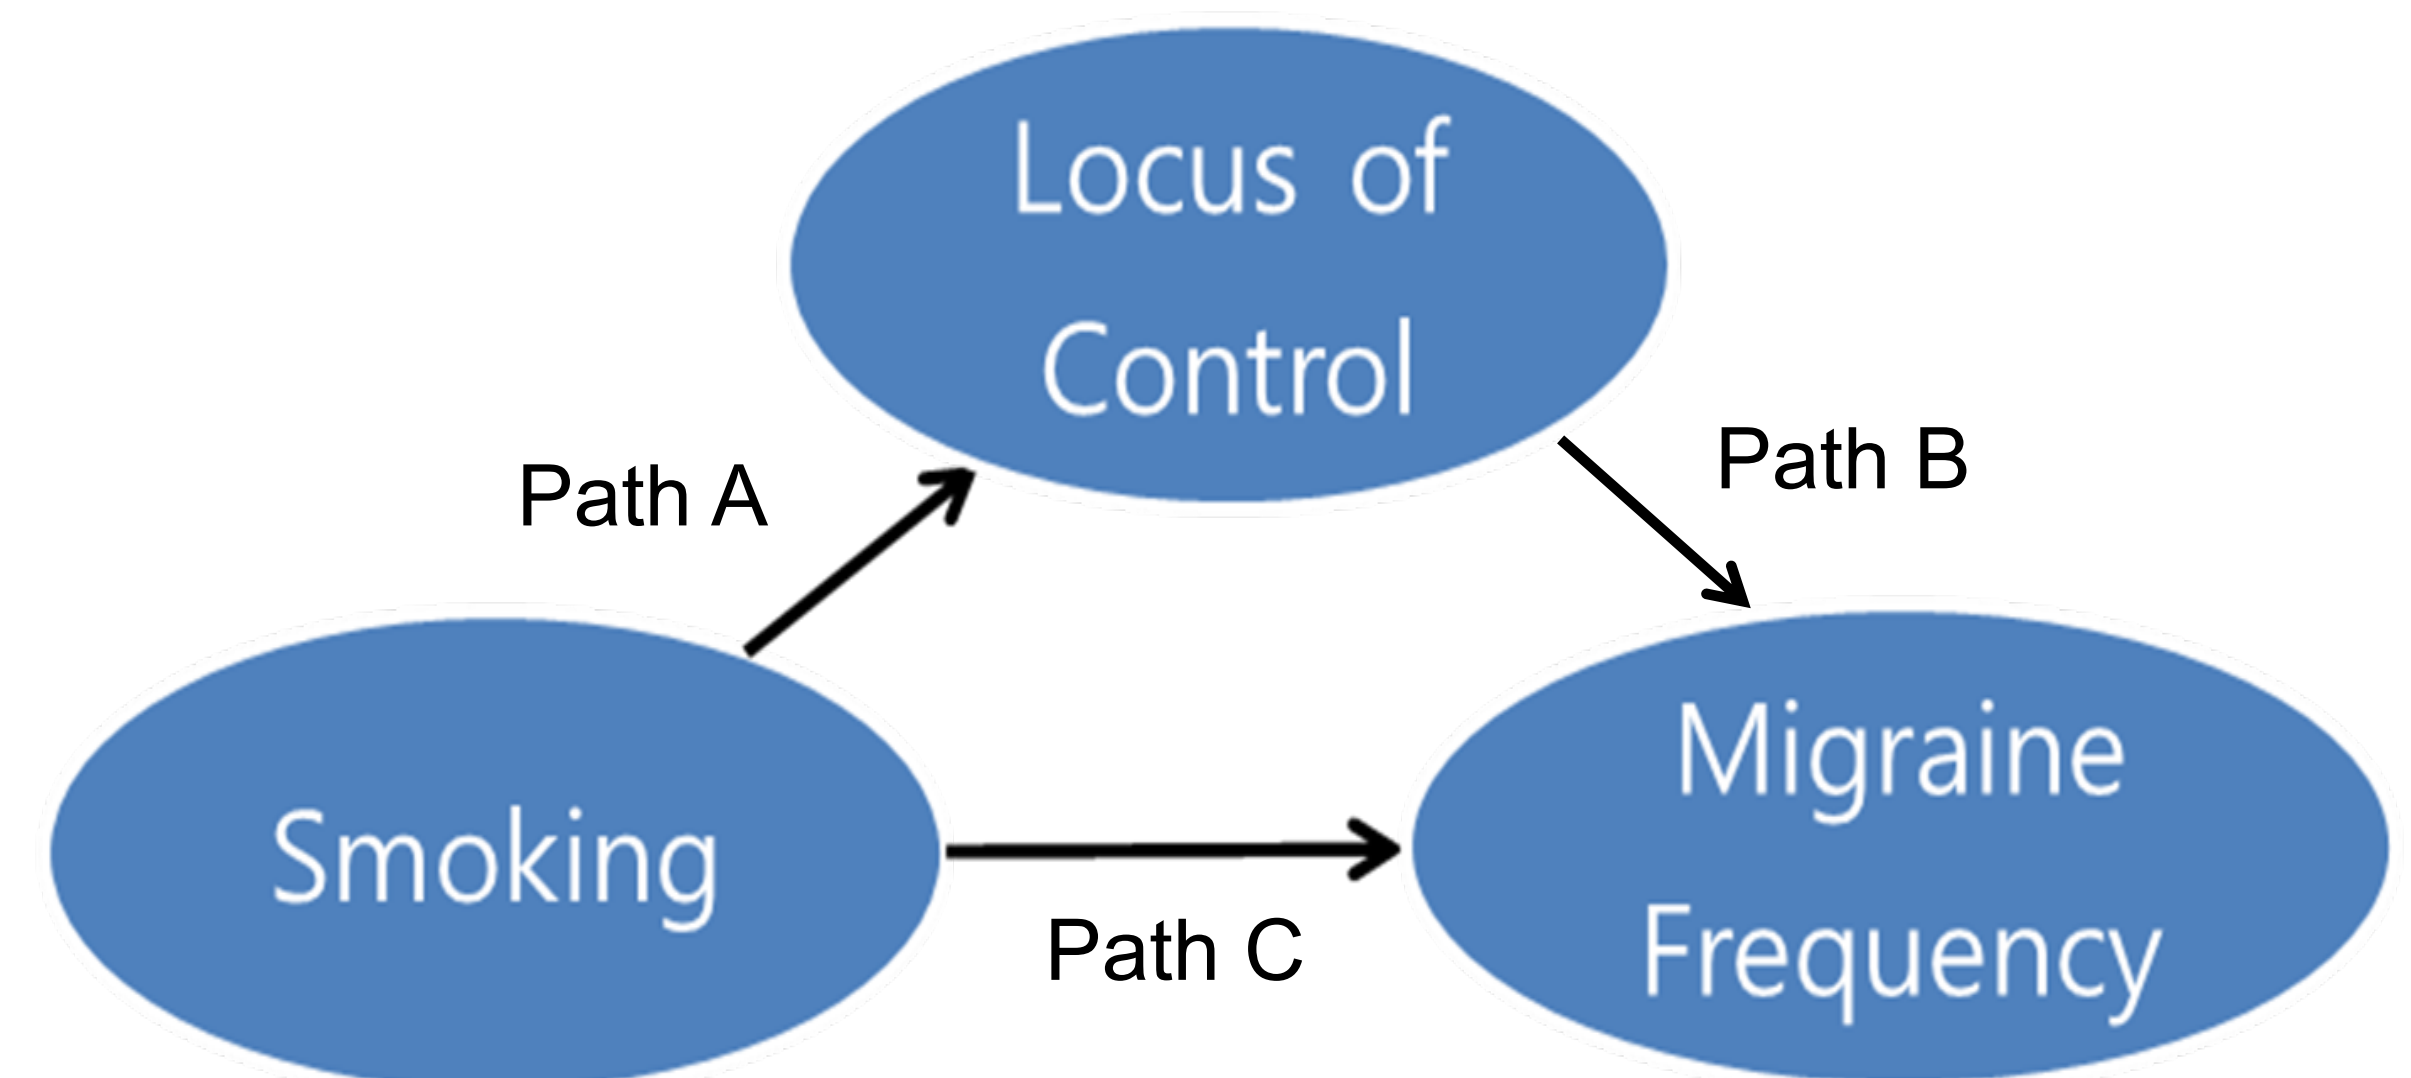 Locus of
Control
Path A
Path B
Smoking
Path C
Migraine
Frequency